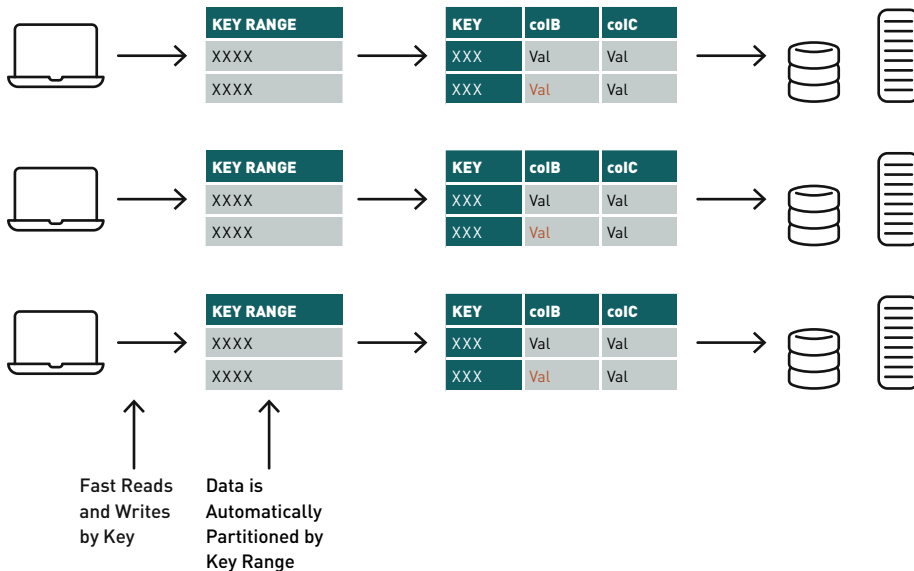 KEY RANGE
XXXX
XXXX
KEY colB colC
XXX Val Val
XXX Val Val
KEY RANGE
XXXX
XXXX
KEY colB colC
XXX Val Val
XXX Val Val
KEY RANGE
XXXX
XXXX
KEY colB colC
XXX Val Val
XXX Val Val
Fast Reads
and Writes
by Key
Data is
Automatically
Partitioned by
Key Range